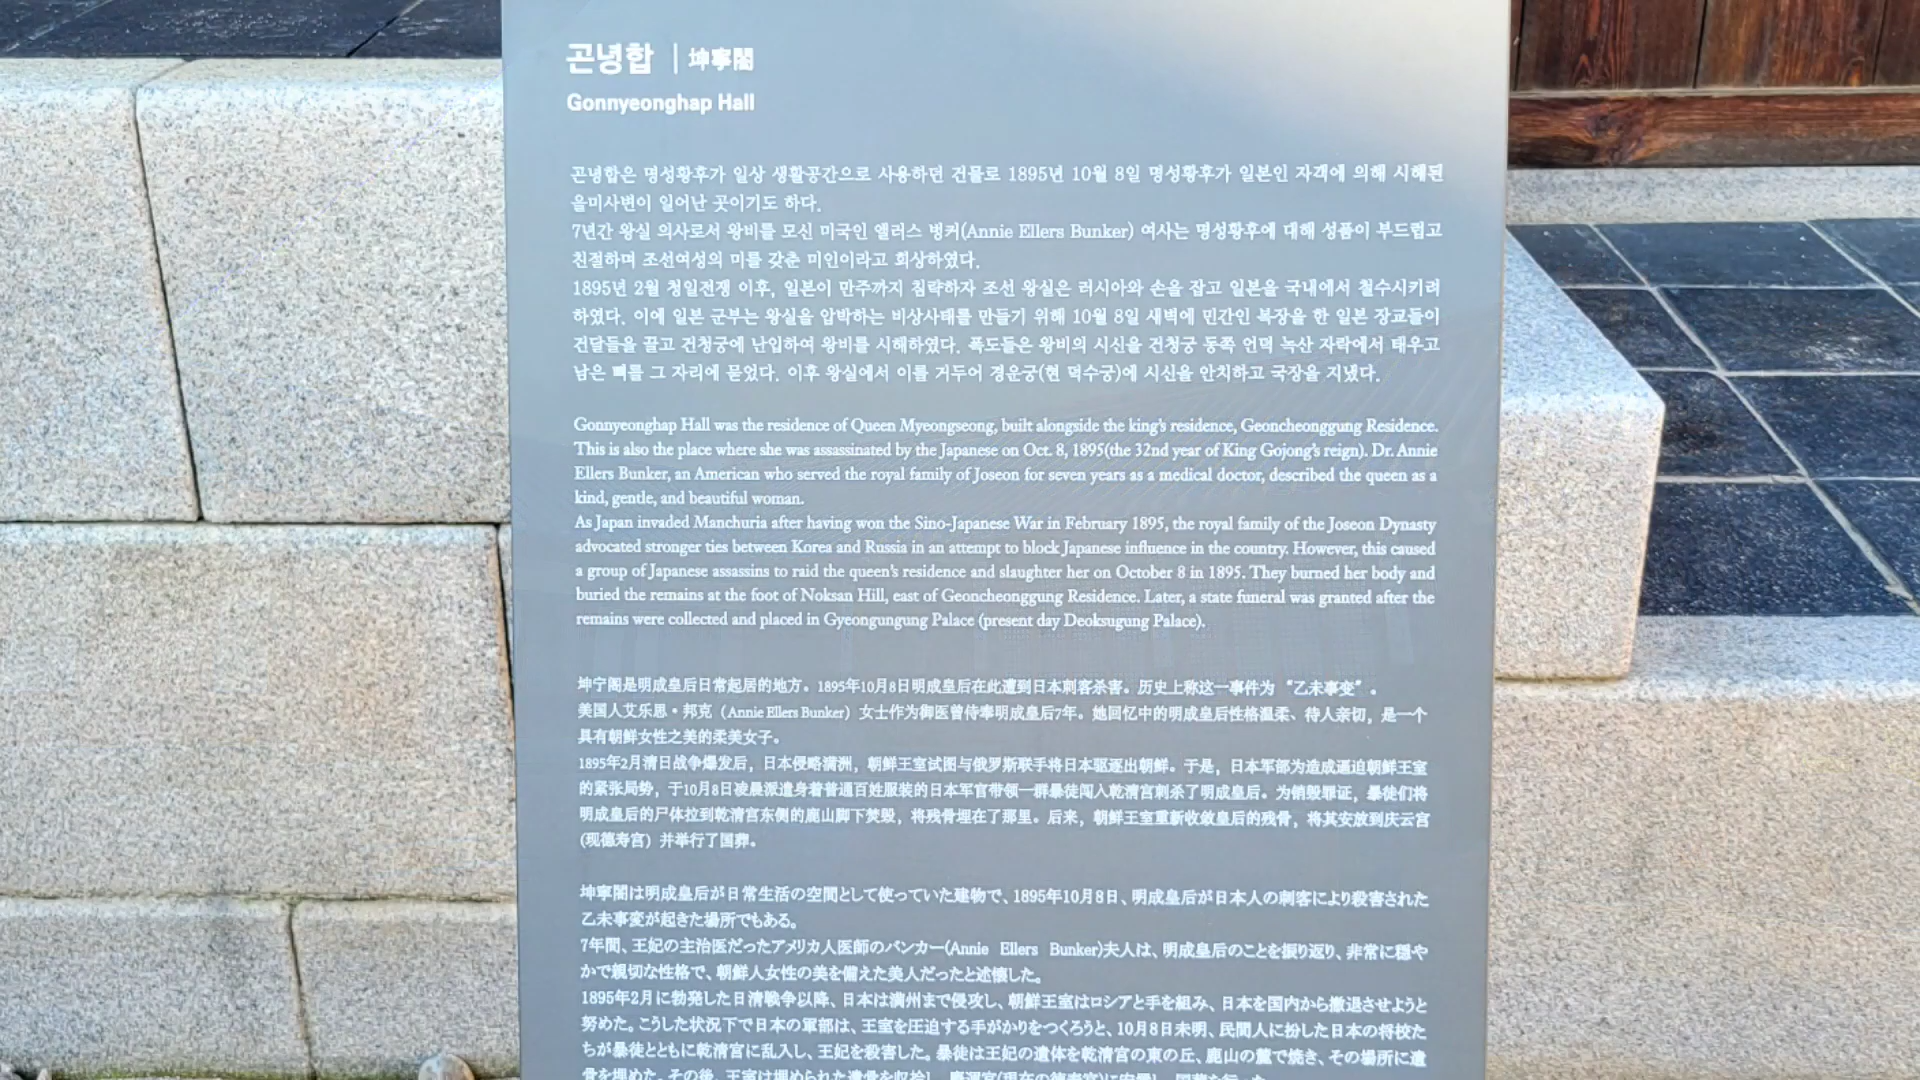 곤녕합 | 坤寧閤
Gonnyeonghap Hall
곤녕합은 명성황후가 일상 생활공간으로 사용하던 건물로 1895년 10월 8일 명성황후가 일본인 자객에 의해 시해된
을미사변이 일어난 곳이기도 하다.
7년간 왕실 의사로서 왕비를 모신 미국인 앨러스 벙커(Annie Ellers Bunker) 여사는 명성황후에 대해 성품이 부드럽고
친절하며 조선여성의 미를 갖춘 미인이라고 회상하였다.
1895년 2월 청일전쟁 이후, 일본이 만주까지 침략하자 조선 왕실은 러시아와 손을 잡고 일본을 국내에서 철수시키려
하였다. 이에 일본 군부는 왕실을 압박하는 비상사태를 만들기 위해 10월 8일 새벽에 민간인 복장을 한 일본 장교들이
건달들을 끌고 건청궁에 난입하여 왕비를 시해하였다. 폭도들은 왕비의 시신을 건청궁 동쪽 언덕 녹산 자락에서 태우고
남은 뼈를 그 자리에 묻었다. 이후 왕실에서 이를 거두어 경운궁(현 덕수궁)에 시신을 안치하고 국장을 지냈다.
Gonnyeonghap Hall was the residence of Queen Myeongseong, built alongside the king's residence, Geoncheonggung Residence.
This is also the place where she was assassinated by the Japanese on Oct. 8, 1895(the 32nd year of King Gojong's reign). Dr. Annie
Ellers Bunker, an American who served the royal family of Joseon for seven years as a medical doctor, described the queen as a
kind, gentle, and beautiful woman.
As Japan invaded Manchuria after having won the Sino-Japanese War in February 1895, the royal family of the Joseon Dynasty
advocated stronger ties between Korea and Russia in an attempt to block Japanese influence in the country. However, this caused
a group of Japanese assassins to raid the queen's residence and slaughter her on October 8 in 1895. They burned her body and
buried the remains at the foot of Noksan Hill, east of Geoncheonggung Residence. Later, a state funeral was granted after the
remains were collected and placed in Gyeongungung Palace (present day Deoksugung Palace).
坤宁阁是明成皇后日常起居的地方。1895年10月8日明成皇后在此遭到日本刺客杀害。历史上称这一事件为“乙未事变”。
美国人艾乐思·邦克（Annie Ellers Bunker）女士作为御医曾侍奉明成皇后7年。她回忆中的明成皇后性格温柔、待人亲切，是一个
具有朝鲜女性之美的柔美女子。
1895年2月清日战争爆发后，日本侵略满洲，朝鲜王室试图与俄罗斯联手将日本驱逐出朝鲜。于是，日本军部为造成逼迫朝鲜王室
的紧张局势，于10月8日凌晨派遣身着普通百姓服装的日本军官带领一群暴徒闯入乾清宫刺杀了明成皇后。为销毁罪证，暴徒们将
明成皇后的尸体拉到乾清宫东侧的鹿山脚下焚毁，将残骨埋在了那里。后来，朝鲜王室重新收敛皇后的残骨，将其安放到庆云宫
(现德寿宫）并举行了国葬。
坤寧閤は明成皇后が日常生活の空間として使っていた建物で、1895年10月8日、明成皇后が日本人の刺客により殺害された
乙未事変が起きた場所でもある。
7年間、王妃の主治医だったアメリカ人医師のバンカー(Annie Ellers Bunker)夫人は、明成皇后のことを振り返り、非常に穏や
かで親切な性格で、朝鮮人女性の美を備えた美人だったと述懐した。
1895年2月に勃発した日清戦争以降、日本は満州まで侵攻し、朝鮮王室はロシアと手を組み、日本を国内から撤退させようと
努めた。こうした状況下で日本の軍部は、王室を圧迫する手がかりをつくろうと、10月8日未明、民間人に扮した日本の将校た
ちが暴徒とともに乾清宮に乱入し、王妃を殺害した。暴徒は王妃の遺体を乾清宮の東の丘、鹿山の麓で焼き、その場所に遺
骨を埋めた。その後、王室は埋められた遺骨を収拾し、慶運宮(現在の徳寿宮)に安置し、国葬を行った。